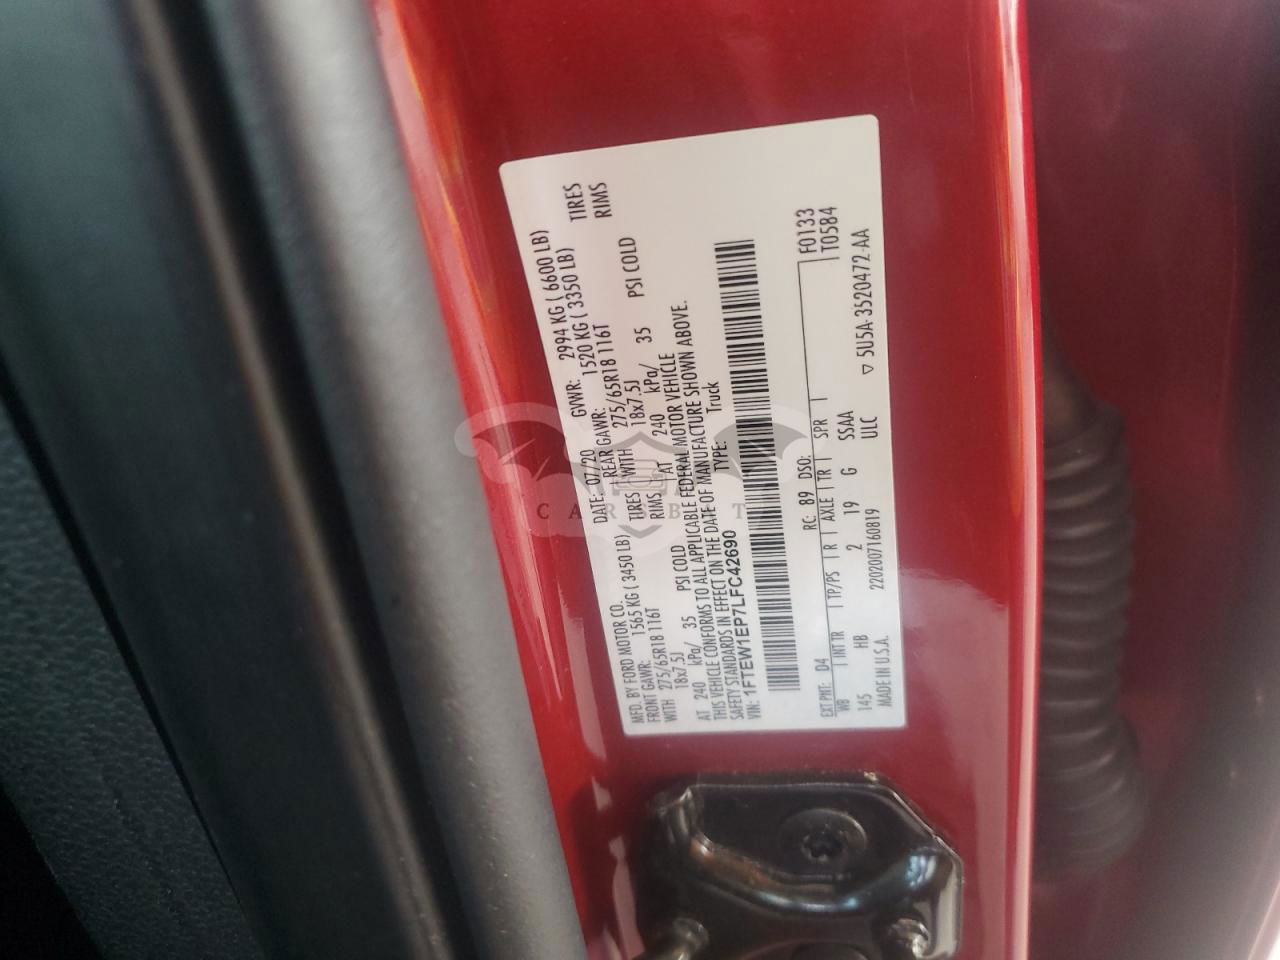 MFD. BY FORD MOTOR CO.
DATE: 07/20 GVWR: 2994 KG ( 6600 LB)
FRONT GAWR: 1565 KG ( 3450 LB) REAR GAWR: 1520 KG ( 3350 LB)
WITH 275/65R18 116T TIRES WITH 275/65R18 116T TIRES
18x7.5J RIMS 18x7.5J RIMS
AT 240 kPa/ 35 PSI COLD AT 240 kPa/ 35 PSI COLD
THIS VEHICLE CONFORMS TO ALL APPLICABLE FEDERAL MOTOR VEHICLE
SAFETY STANDARDS IN EFFECT ON THE DATE OF MANUFACTURE SHOWN ABOVE.
VIN: 1FTEW1EP7LFC42690 TYPE: Truck
F0133
EXT PNT: D4 RC: 89 DSO: T0584
WB INT TR TP/PS R AXLE TR SPR
145 HB 2 19 G SSAA
MADE IN U.S.A. 2202007160819 ULC ▽ 5U5A-3520472-AA